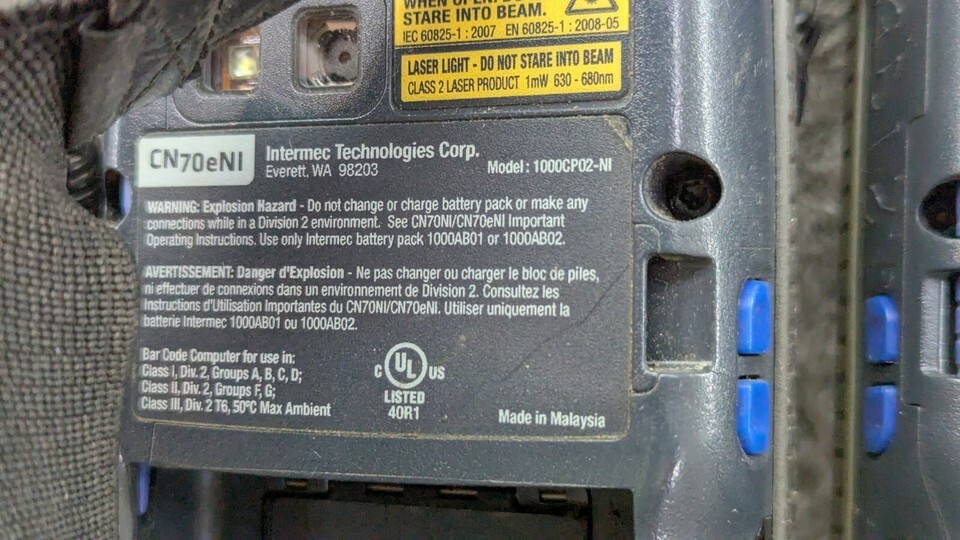 STARE INTO BEAM.
IEC 60825-1 : 2007 EN 60825-1 : 2008-05
LASER LIGHT - DO NOT STARE INTO BEAM
CLASS 2 LASER PRODUCT 1mW 630 - 680nm
CN70eNI
Intermec Technologies Corp.
Everett, WA 98203
Model : 1000CP02-NI
WARNING: Explosion Hazard - Do not change or charge battery pack or make any
connections while in a Division 2 environment. See CN70NI/CN70eNI Important
Operating Instructions. Use only Intermec battery pack 1000AB01 or 1000AB02.
AVERTISSEMENT: Danger d'Explosion - Ne pas changer ou charger le bloc de piles,
ni effectuer de connexions dans un environnement de Division 2. Consultez les
Instructions d'Utilisation Importantes du CN70NI/CN70eNI. Utiliser uniquement la
batterie Intermec 1000AB01 ou 1000AB02.
Bar Code Computer for use in:
Class I, Div. 2, Groups A, B, C, D;
Class II, Div. 2, Groups F, G;
Class III, Div. 2 T6, 50ºC Max Ambient
C UL US
LISTED
40R1
Made in Malaysia